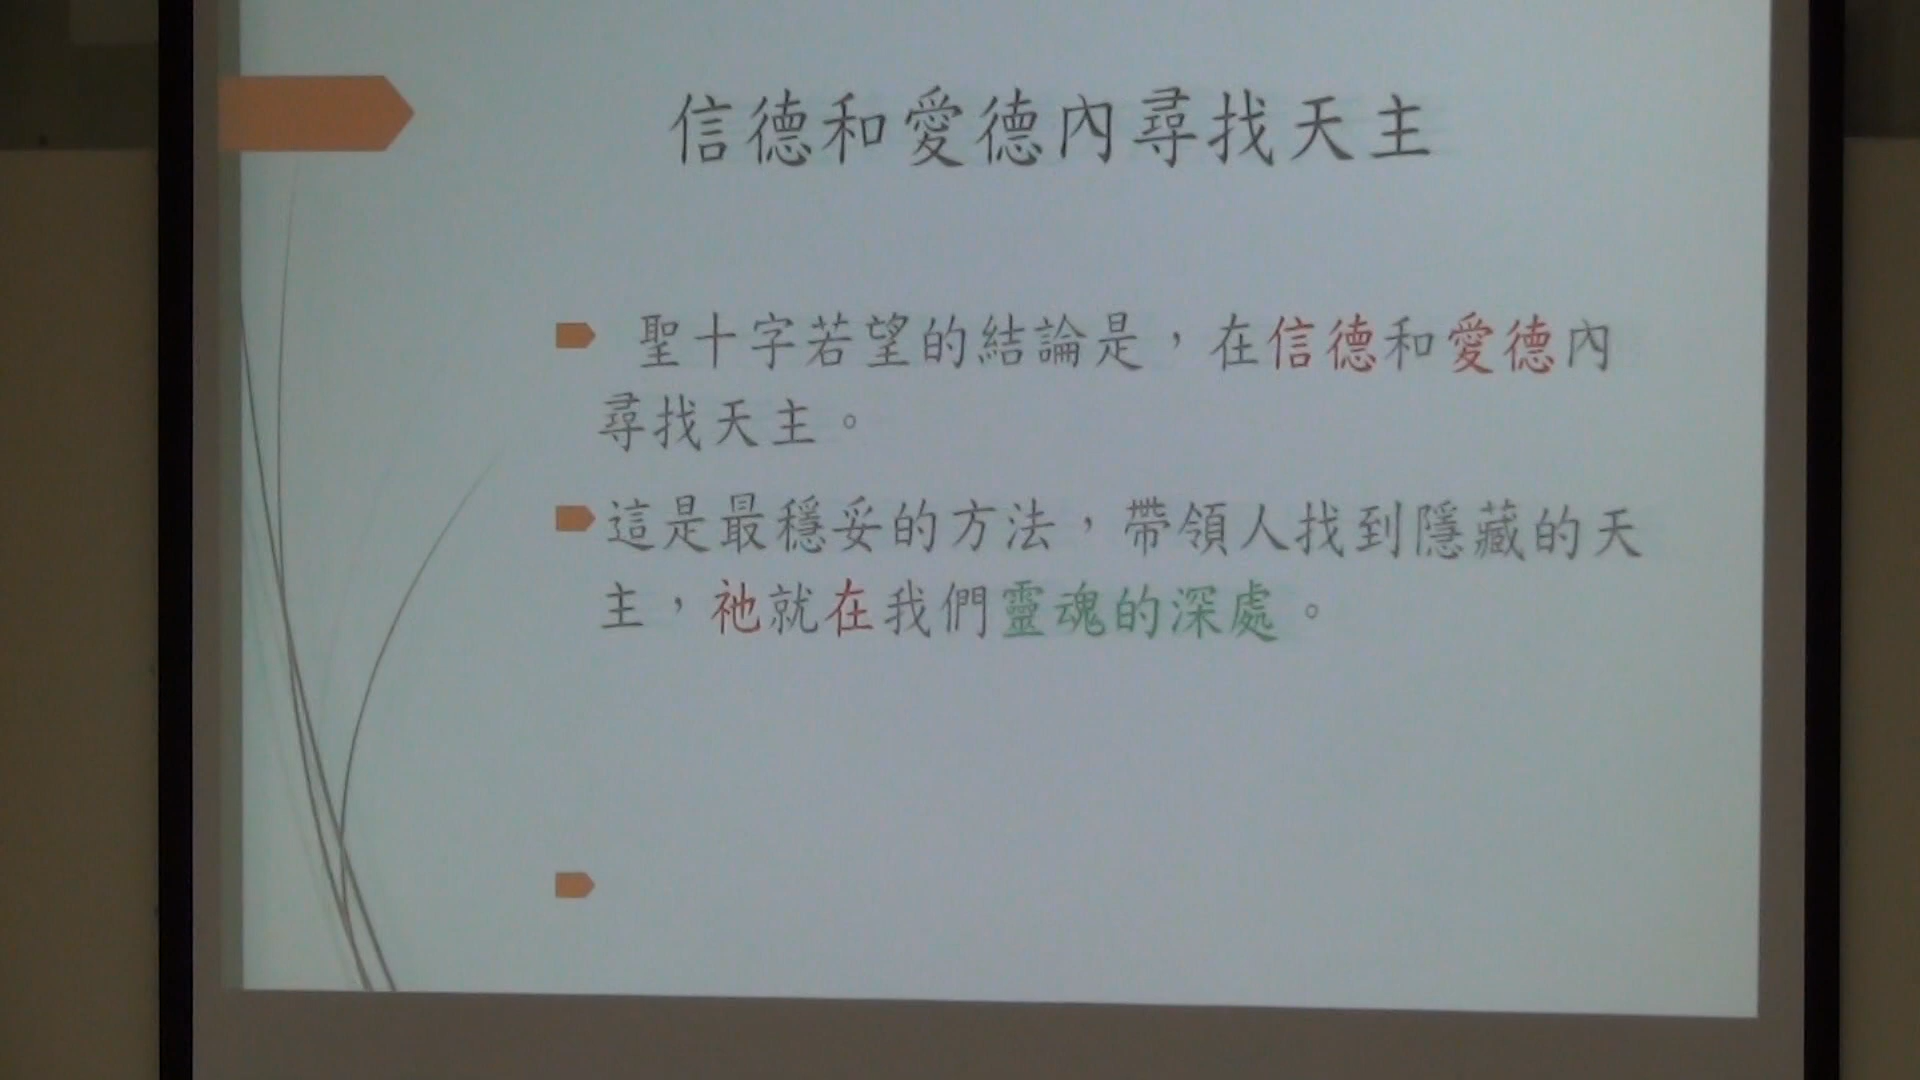 信德和愛德內尋找天主
聖十字若望的結論是，在信德和愛德內
尋找天主。
這是最穩妥的方法，帶領人找到隱藏的天
主，祂就在我們靈魂的深處。